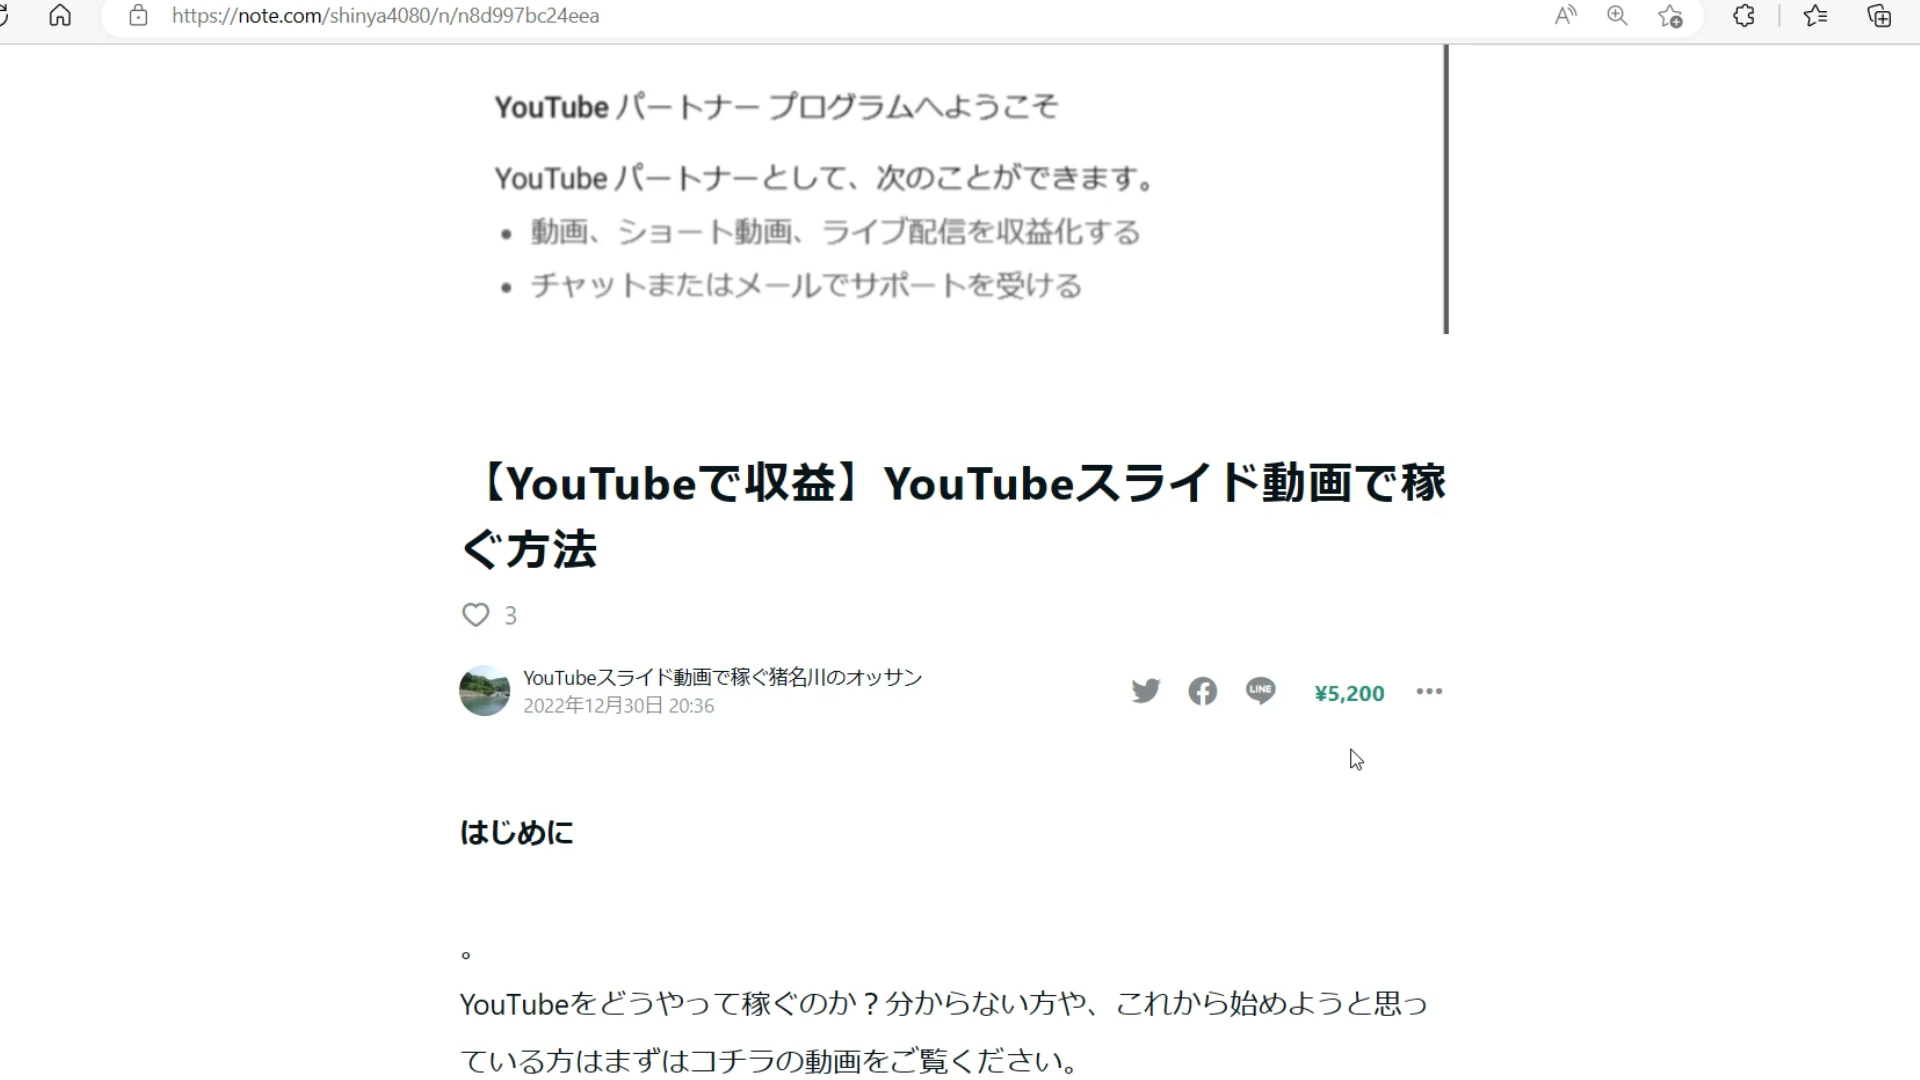 https://note.com/shinya4080/n/n8d997bc24eea
YouTube パートナー プログラムへようこそ
YouTube パートナーとして、次のことができます。
• 動画、ショート動画、ライブ配信を収益化する
• チャットまたはメールでサポートを受ける
【YouTubeで収益】YouTubeスライド動画で稼
ぐ方法
3
YouTubeスライド動画で稼ぐ猪名川のオッサン
2022年12月30日 20:36
LINE
¥5,200
はじめに
。
YouTubeをどうやって稼ぐのか？分からない方や、これから始めようと思っ
ている方はまずはコチラの動画をご覧ください。